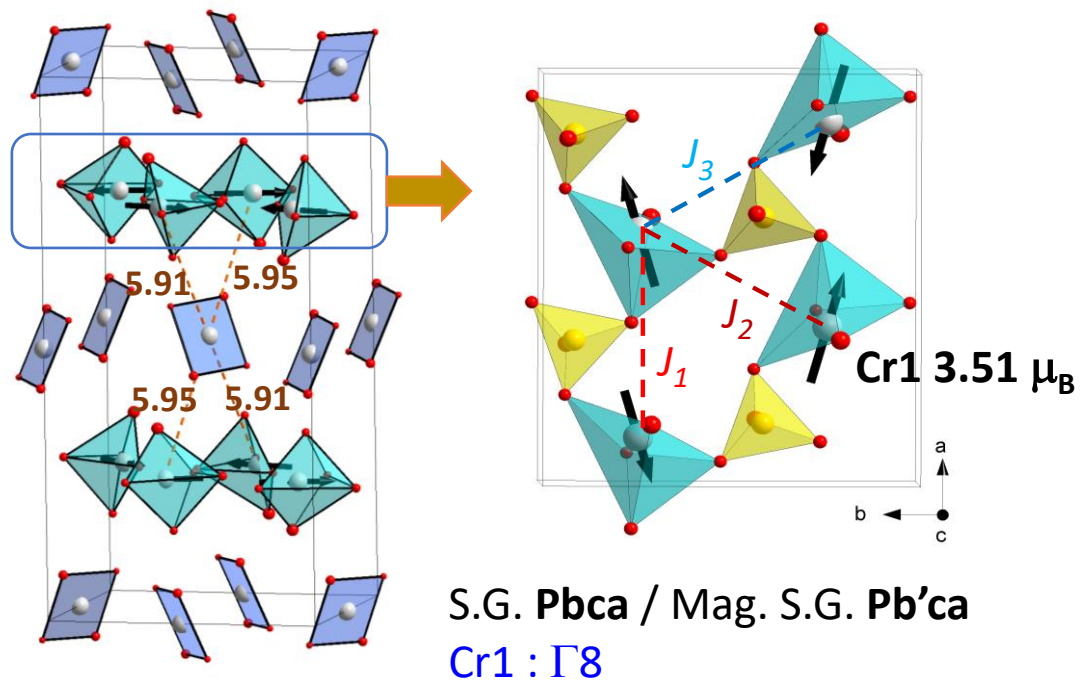 5.91
5.95
5.95
5.91
J3
J2
J1
Cr1 3.51 μB
a
b
c
S.G. Pbca / Mag. S.G. Pb’ca
Cr1 : Γ8